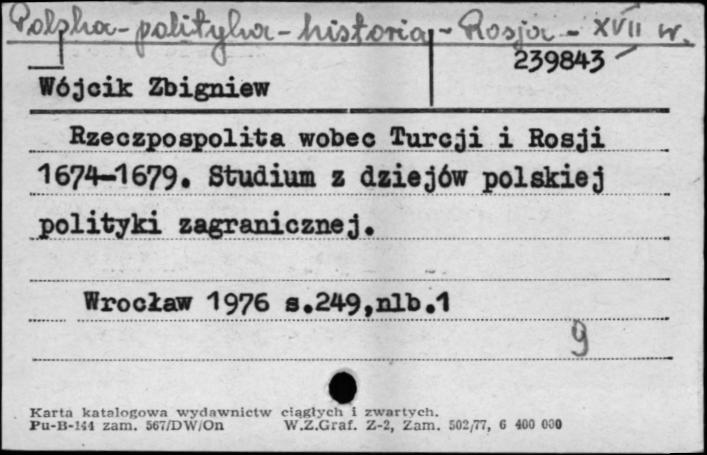 Polska-polityka-historia-Rosja-XVII w.
239843
Wójcik Zbigniew
Rzeczpospolita wobec Turcji i Rosji
1674-1679. Studium z dziejów polskiej
polityki zagranicznej.
Wrocław 1976 s.249,nlb.1
9
Karta katalogowa wydawnictw ciągłych i zwartych.
Pu-B-144 zam. 567/DW/On W.Z.Graf. Z-2, Zam. 502/77, 6 400 000